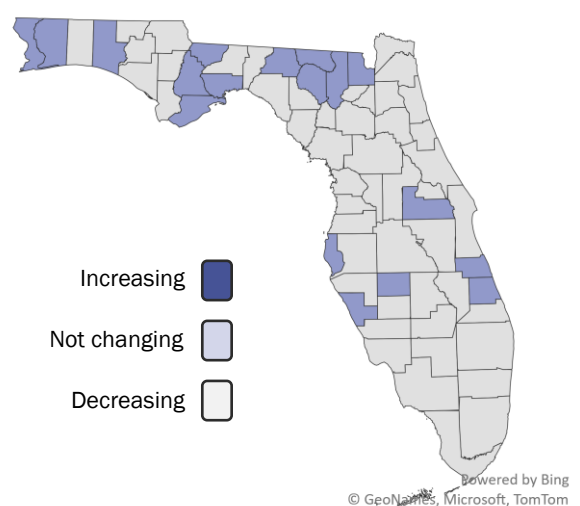 Increasing
Not changing
Decreasing
Powered by Bing
© GeoNames, Microsoft, TomTom